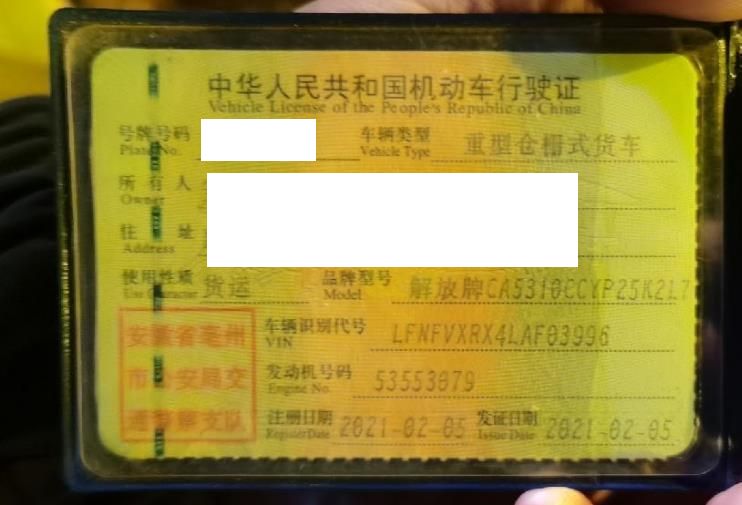 中华人民共和国机动车行驶证
Vehicle License of the People's Republic of China
号牌号码 车辆类型 重型仓栅式货车
Plate No. Vehicle Type
所有人
Owner
住址
Address
使用性质 货运 品牌型号 解放牌CA5310CCYP25K2L7
Use Character Model
车辆识别代号 LFNFVXRX4LAF03996
VIN
发动机号码 53553079
Engine No.
注册日期 2021-02-05 发证日期 2021-02-05
Register Date Issue Date
安徽省亳州
市公安局交
通警察支队